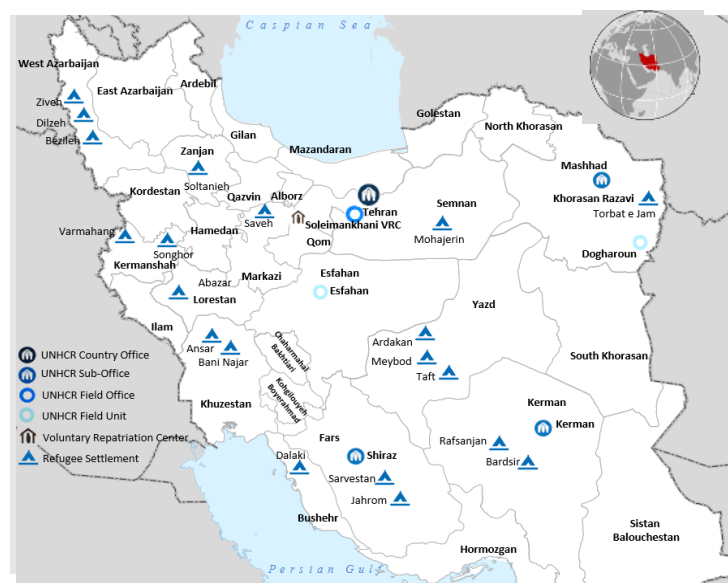 Caspian Sea
West Azarbaijan
East Azarbaijan
Ardebil
Ziveh
Dilzeh
Bezileh
Gilan
Golestan
North Khorasan
Mazandaran
Zanjan
Soltanieh
Mashhad
Khorasan Razavi
Torbat e Jam
Kordestan
Qazvin
Alborz
Semnan
Tehran
Saveh
Soleimankhani VRC
Mohajerin
Varmahang
Hamedan
Qom
Songhor
Dogharoun
Kermanshah
Markazi
Esfahan
Abazar
Esfahan
Lorestan
Yazd
Ilam
Ardakan
Ansar
Bani Najar
Chaharmahal
Bakhtiari
Meybod
Taft
South Khorasan
UNHCR Country Office
UNHCR Sub-Office
UNHCR Field Office
UNHCR Field Unit
Voluntary Repatriation Center
Refugee Settlement
Kohgilouyeh
Boyerahmad
Khuzestan
Kerman
Kerman
Fars
Rafsanjan
Dalaki
Shiraz
Bardsir
Sarvestan
Jahrom
Bushehr
Sistan
Balouchestan
Hormozgan
Persian Gulf